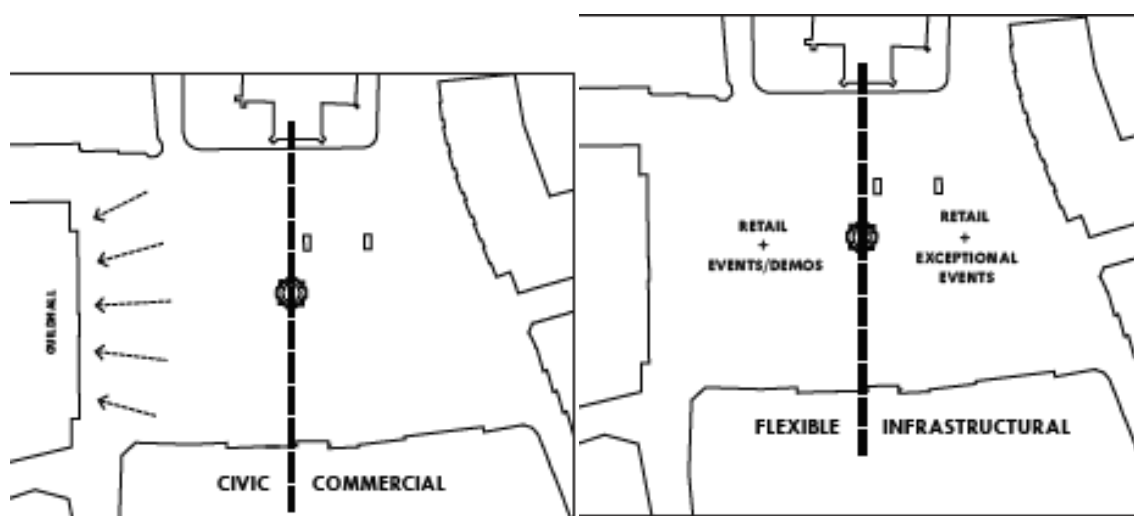 GUILDHALL
CIVIC
COMMERCIAL
RETAIL
+
EVENTS/DEMOS
RETAIL
+
EXCEPTIONAL
EVENTS
FLEXIBLE
INFRASTRUCTURAL